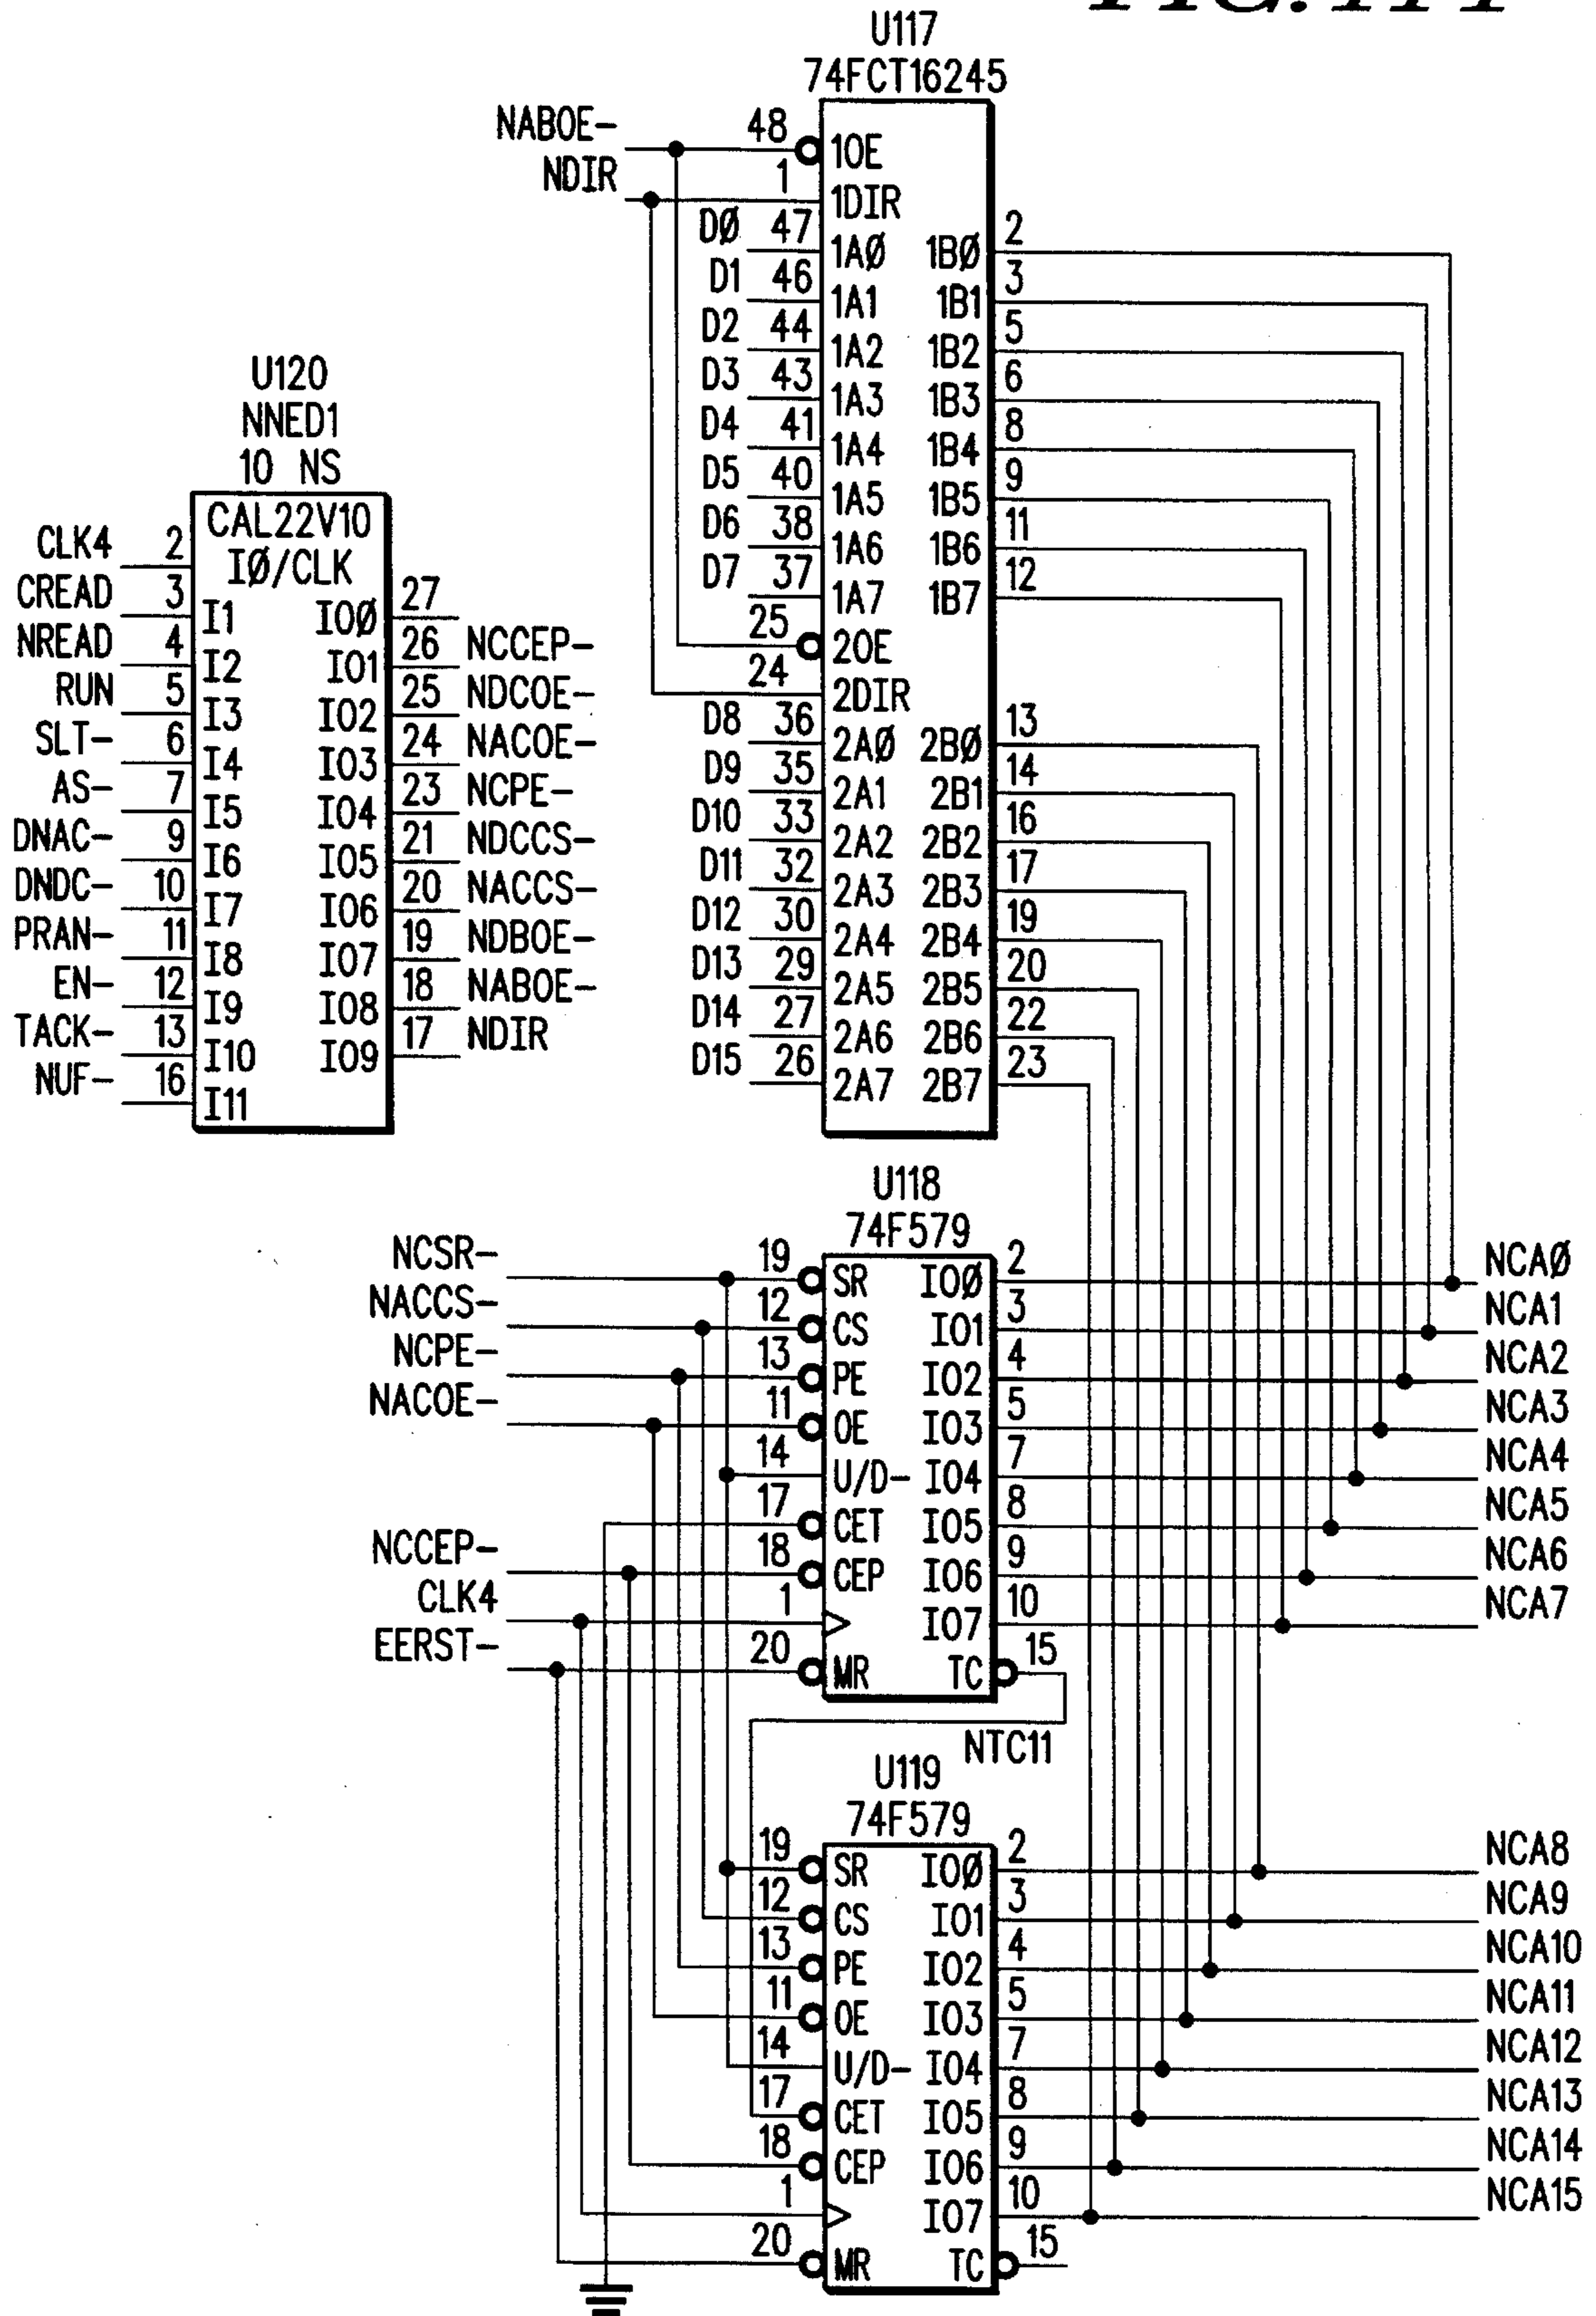 U117
74FCT16245
NABOE- 48 1OE
NDIR 1 1DIR
DØ 47 1AØ 1BØ 2
D1 46 1A1 1B1 3
D2 44 1A2 1B2 5
D3 43 1A3 1B3 6
D4 41 1A4 1B4 8
D5 40 1A5 1B5 9
D6 38 1A6 1B6 11
D7 37 1A7 1B7 12
25 2OE
24 2DIR
D8 36 2AØ 2BØ 13
D9 35 2A1 2B1 14
D10 33 2A2 2B2 16
D11 32 2A3 2B3 17
D12 30 2A4 2B4 19
D13 29 2A5 2B5 20
D14 27 2A6 2B6 22
D15 26 2A7 2B7 23
U120
NNED1
10 NS
CAL22V10
CLK4 2 IØ/CLK
CREAD 3 I1 IOØ 27
NREAD 4 I2 IO1 26 NCCEP-
RUN 5 I3 IO2 25 NDCOE-
SLT- 6 I4 IO3 24 NACOE-
AS- 7 I5 IO4 23 NCPE-
DNAC- 9 I6 IO5 21 NDCCS-
DNDC- 10 I7 IO6 20 NACCS-
PRAN- 11 I8 IO7 19 NDBOE-
EN- 12 I9 IO8 18 NABOE-
TACK- 13 I10 IO9 17 NDIR
NUF- 16 I11
U118
74F579
NCSR- 19 SR IOØ 2 NCAØ
NACCS- 12 CS IO1 3 NCA1
NCPE- 13 PE IO2 4 NCA2
NACOE- 11 OE IO3 5 NCA3
14 U/D- IO4 7 NCA4
17 CET IO5 8 NCA5
NCCEP- 18 CEP IO6 9 NCA6
CLK4 1 IO7 10 NCA7
EERST- 20 MR TC 15
NTC11
U119
74F579
19 SR IOØ 2 NCA8
12 CS IO1 3 NCA9
13 PE IO2 4 NCA10
11 OE IO3 5 NCA11
14 U/D- IO4 7 NCA12
17 CET IO5 8 NCA13
18 CEP IO6 9 NCA14
1 IO7 10 NCA15
20 MR TC 15